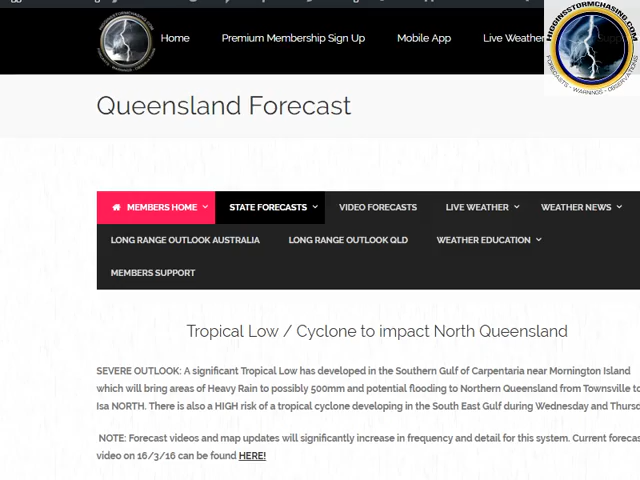 Home Premium Membership Sign Up Mobile App Live Weather
HIGGINSSTORMCHASING.COM
FORECASTS - WARNINGS - OBSERVATIONS
Queensland Forecast
MEMBERS HOME STATE FORECASTS VIDEO FORECASTS LIVE WEATHER WEATHER NEWS
LONG RANGE OUTLOOK AUSTRALIA LONG RANGE OUTLOOK QLD WEATHER EDUCATION
MEMBERS SUPPORT
Tropical Low / Cyclone to impact North Queensland
SEVERE OUTLOOK: A significant Tropical Low has developed in the Southern Gulf of Carpentaria near Mornington Island
which will bring areas of Heavy Rain to possibly 500mm and potential flooding to Northern Queensland from Townsville to
Isa NORTH. There is also a HIGH risk of a tropical cyclone developing in the South East Gulf during Wednesday and Thursd
NOTE: Forecast videos and map updates will significantly increase in frequency and detail for this system. Current forecas
video on 16/3/16 can be found HERE!